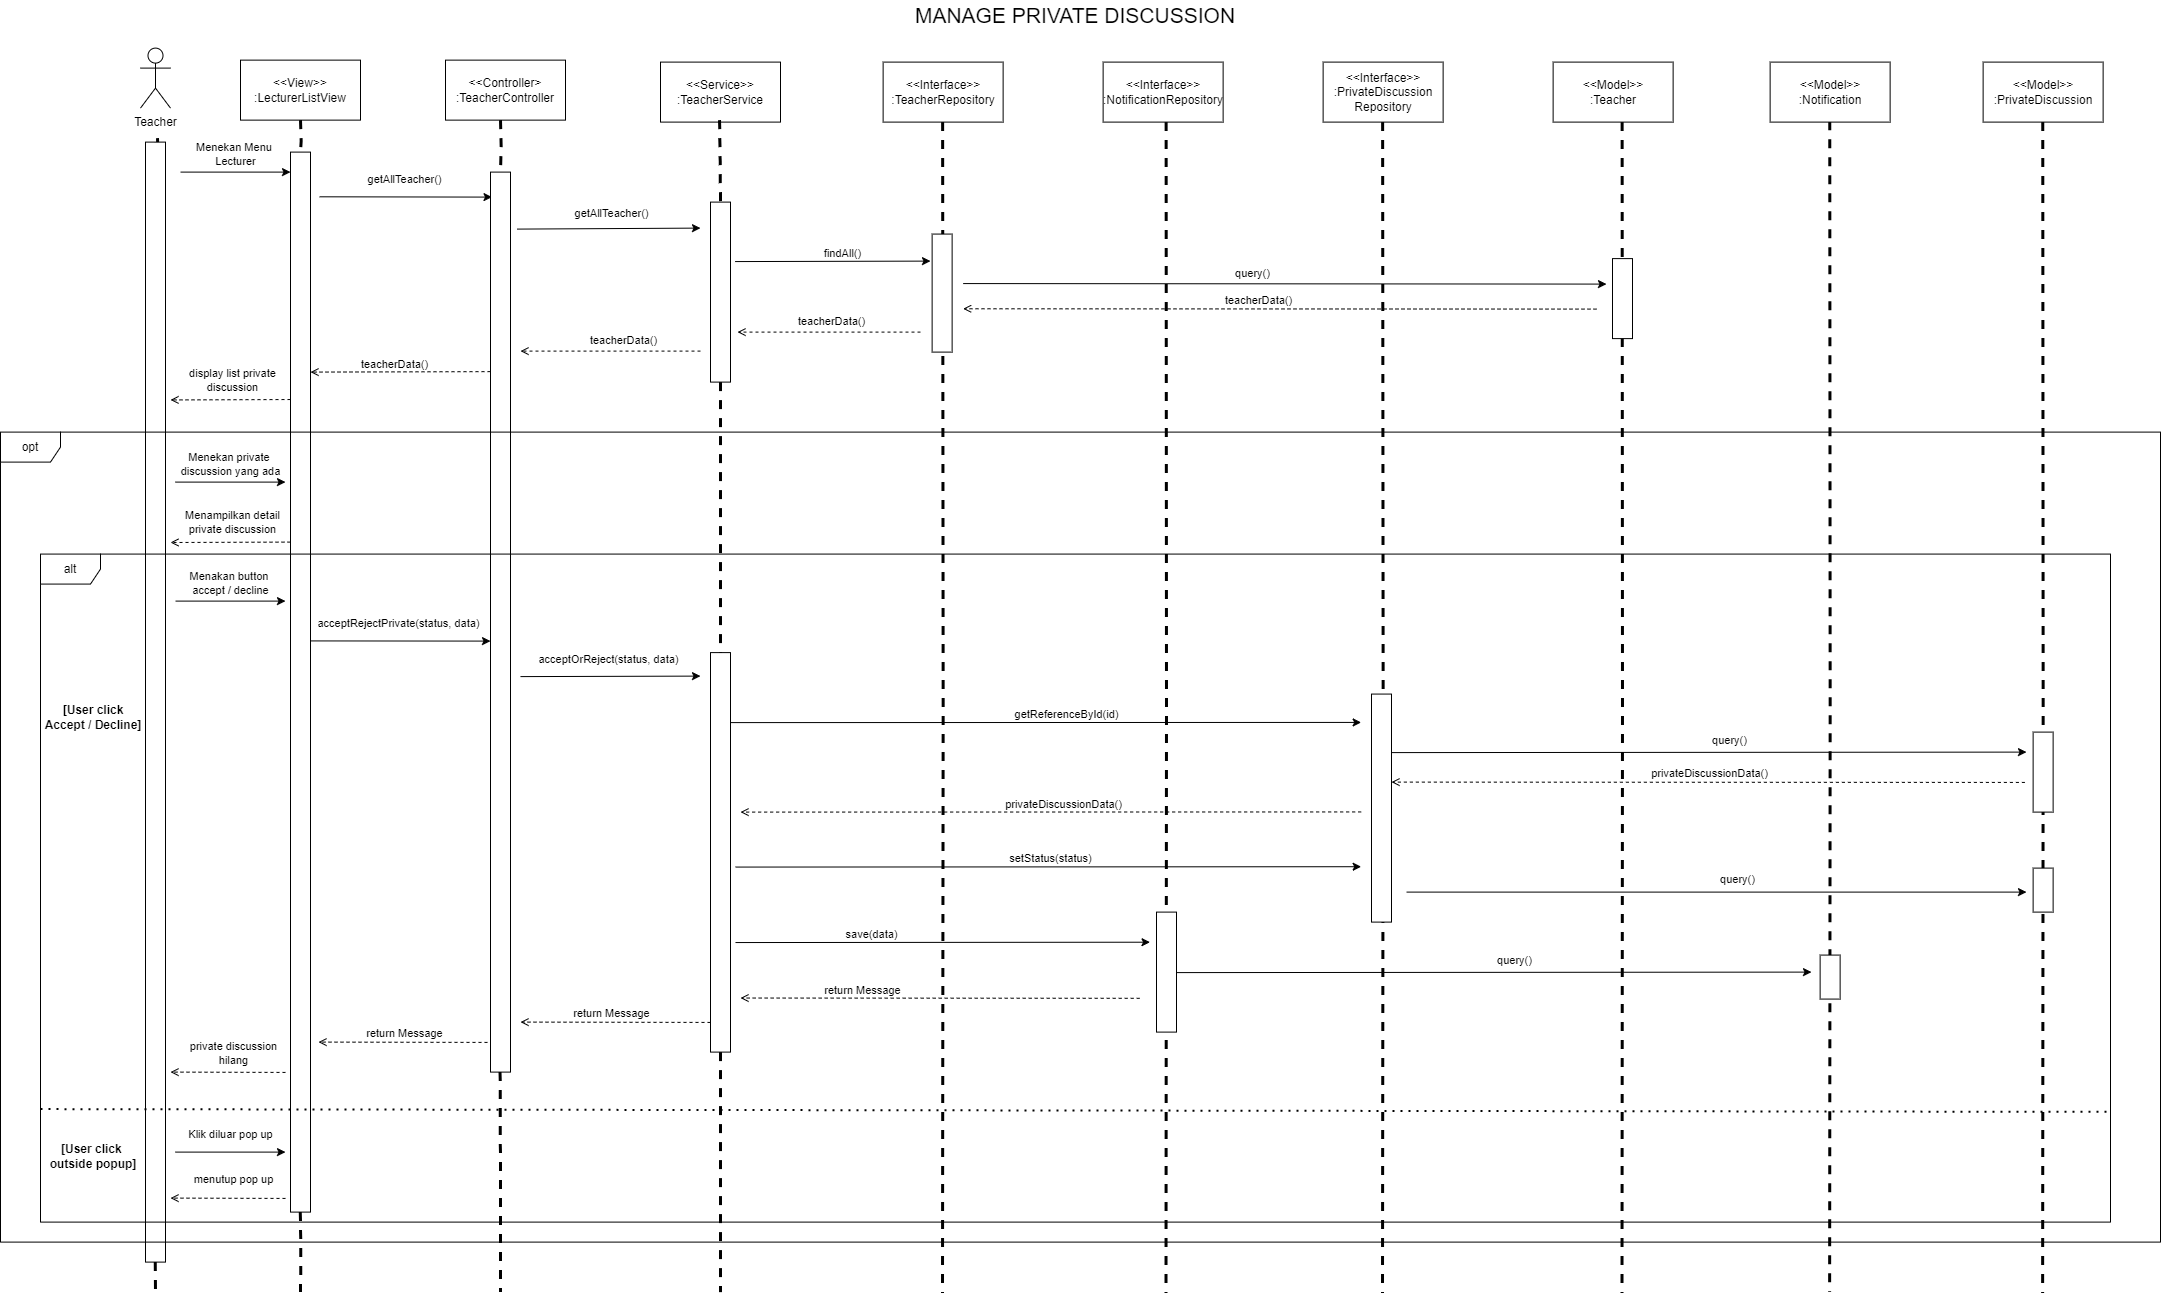 MANAGE PRIVATE DISCUSSION
Teacher
<<View>>
:LecturerListView
<<Controller>
:TeacherController
<<Service>>
:TeacherService
<<Interface>>
:TeacherRepository
<<Interface>>
:NotificationRepository
<<Interface>>
:PrivateDiscussion
Repository
<<Model>>
:Teacher
<<Model>>
:Notification
<<Model>>
:PrivateDiscussion
Menekan Menu
Lecturer
getAllTeacher()
getAllTeacher()
findAll()
query()
teacherData()
teacherData()
teacherData()
teacherData()
display list private
discussion
opt
Menekan private
discussion yang ada
Menampilkan detail
private discussion
alt
Menakan button
accept / decline
acceptRejectPrivate(status, data)
acceptOrReject(status, data)
[User click
Accept / Decline]
getReferenceById(id)
query()
privateDiscussionData()
privateDiscussionData()
setStatus(status)
query()
save(data)
query()
return Message
return Message
return Message
private discussion
hilang
Klik diluar pop up
[User click
outside popup]
menutup pop up